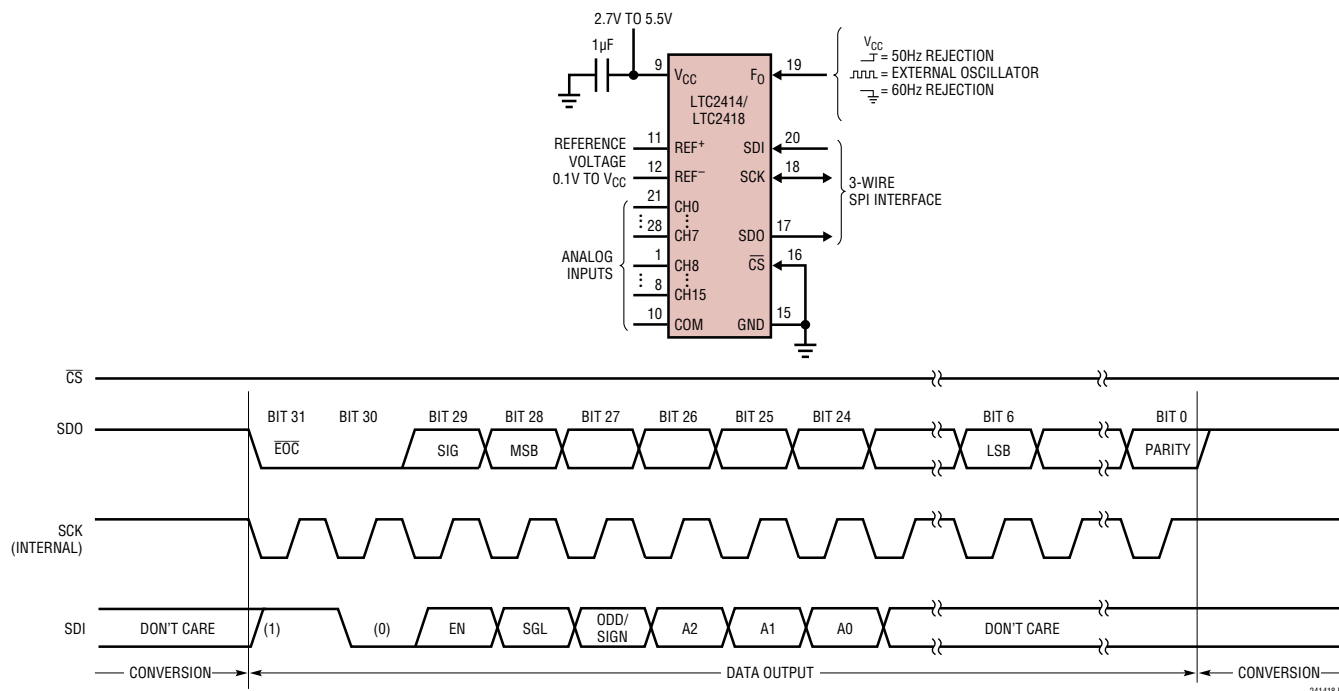 2.7V TO 5.5V
1µF
9
VCC
FO
19
VCC
= 50Hz REJECTION
= EXTERNAL OSCILLATOR
= 60Hz REJECTION
LTC2414/
LTC2418
REFERENCE
VOLTAGE
0.1V TO VCC
11
REF+
12
REF–
SDI
20
SCK
18
3-WIRE
SPI INTERFACE
21
CH0
28
CH7
SDO
17
ANALOG
INPUTS
1
CH8
CS
16
8
CH15
10
COM
GND
15
CS
SDO
BIT 31
BIT 30
BIT 29
BIT 28
BIT 27
BIT 26
BIT 25
BIT 24
BIT 6
BIT 0
EOC
SIG
MSB
LSB
PARITY
SCK
(INTERNAL)
SDI
DON'T CARE
(1)
(0)
EN
SGL
ODD/
SIGN
A2
A1
A0
DON'T CARE
CONVERSION
DATA OUTPUT
CONVERSION